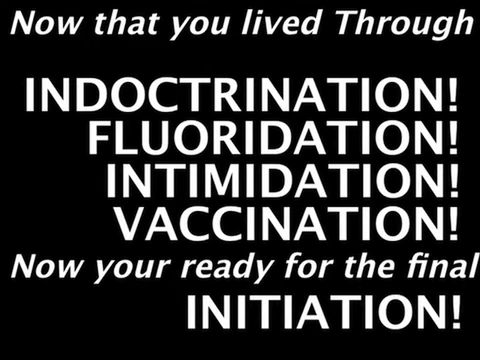 Now that you lived Through
INDOCTRINATION!
FLUORIDATION!
INTIMIDATION!
VACCINATION!
Now your ready for the final
INITIATION!